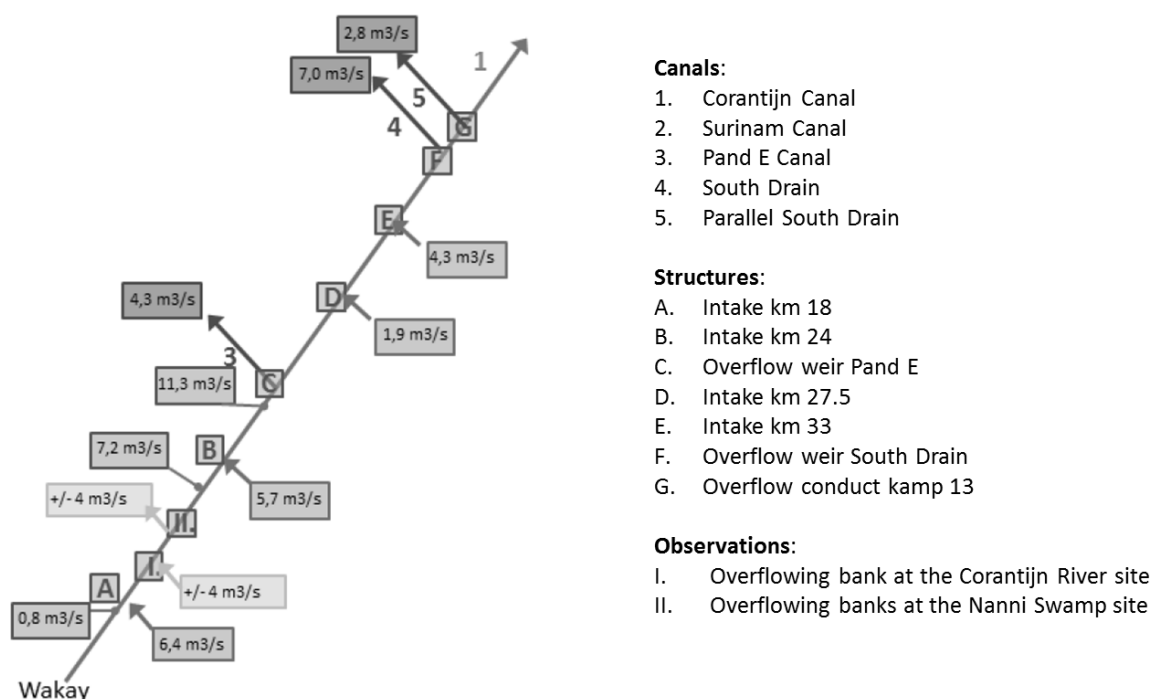 2,8 m3/s
7,0 m3/s
1
5
4
G
F
E
4,3 m3/s
4,3 m3/s
D
1,9 m3/s
3
C
11,3 m3/s
7,2 m3/s
B
+/- 4 m3/s
5,7 m3/s
II.
I.
A
+/- 4 m3/s
0,8 m3/s
6,4 m3/s
Wakay
Canals:
1. Corantijn Canal
2. Surinam Canal
3. Pand E Canal
4. South Drain
5. Parallel South Drain
Structures:
A. Intake km 18
B. Intake km 24
C. Overflow weir Pand E
D. Intake km 27.5
E. Intake km 33
F. Overflow weir South Drain
G. Overflow conduct kamp 13
Observations:
I. Overflowing bank at the Corantijn River site
II. Overflowing banks at the Nanni Swamp site